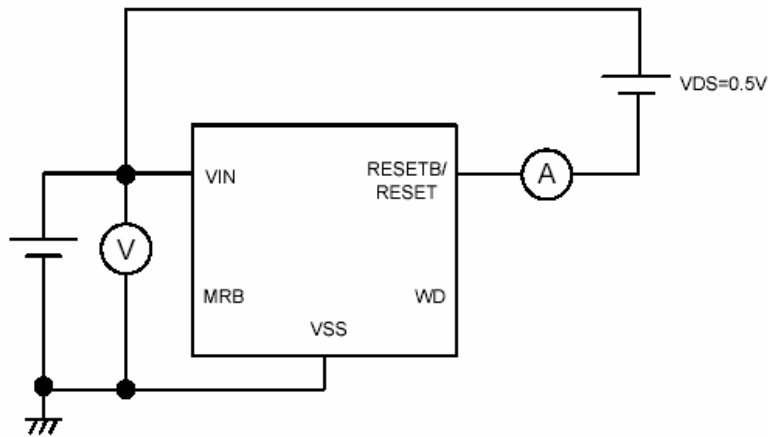 VDS=0.5V
VIN
RESETB/
RESET
A
V
MRB
WD
VSS